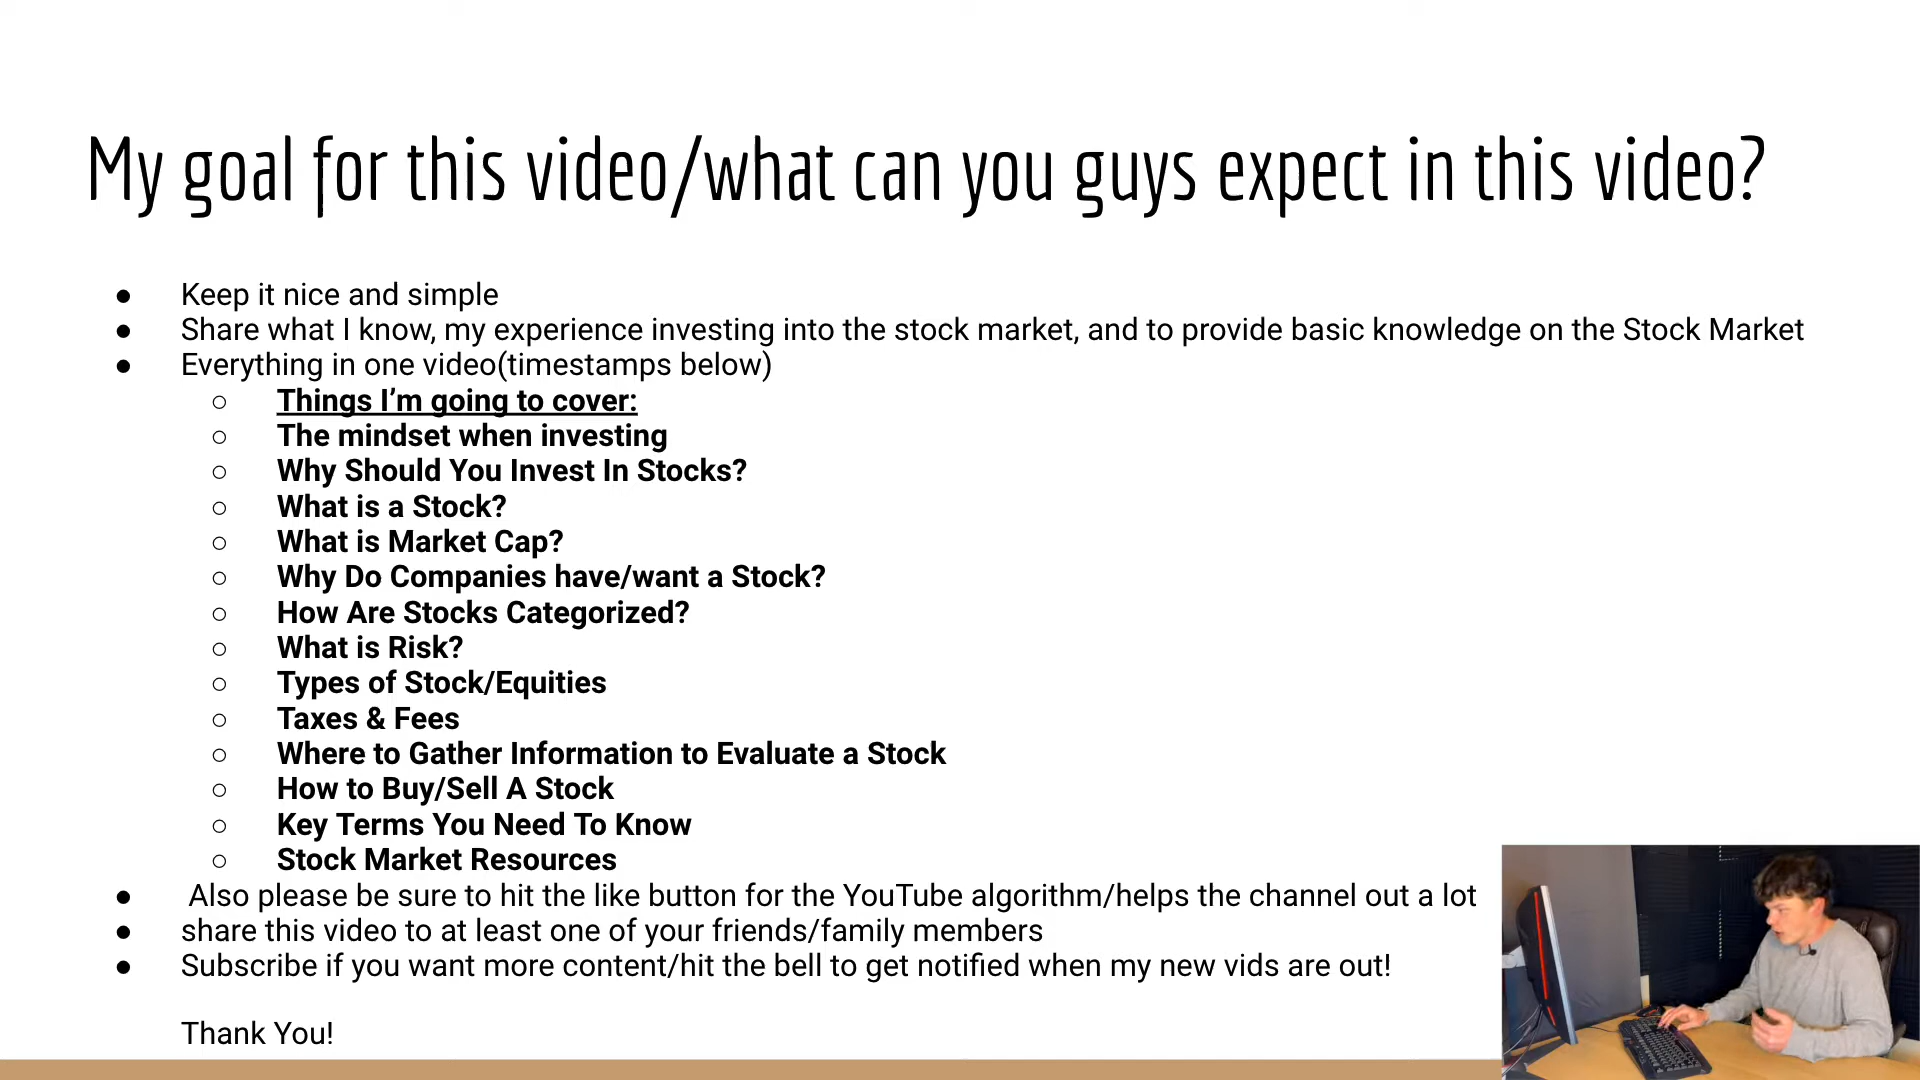 My goal for this video/what can you guys expect in this video?
● Keep it nice and simple
● Share what I know, my experience investing into the stock market, and to provide basic knowledge on the Stock Market
● Everything in one video(timestamps below)
○ Things I'm going to cover:
○ The mindset when investing
○ Why Should You Invest In Stocks?
○ What is a Stock?
○ What is Market Cap?
○ Why Do Companies have/want a Stock?
○ How Are Stocks Categorized?
○ What is Risk?
○ Types of Stock/Equities
○ Taxes & Fees
○ Where to Gather Information to Evaluate a Stock
○ How to Buy/Sell A Stock
○ Key Terms You Need To Know
○ Stock Market Resources
● Also please be sure to hit the like button for the YouTube algorithm/helps the channel out a lot
● share this video to at least one of your friends/family members
● Subscribe if you want more content/hit the bell to get notified when my new vids are out!
Thank You!